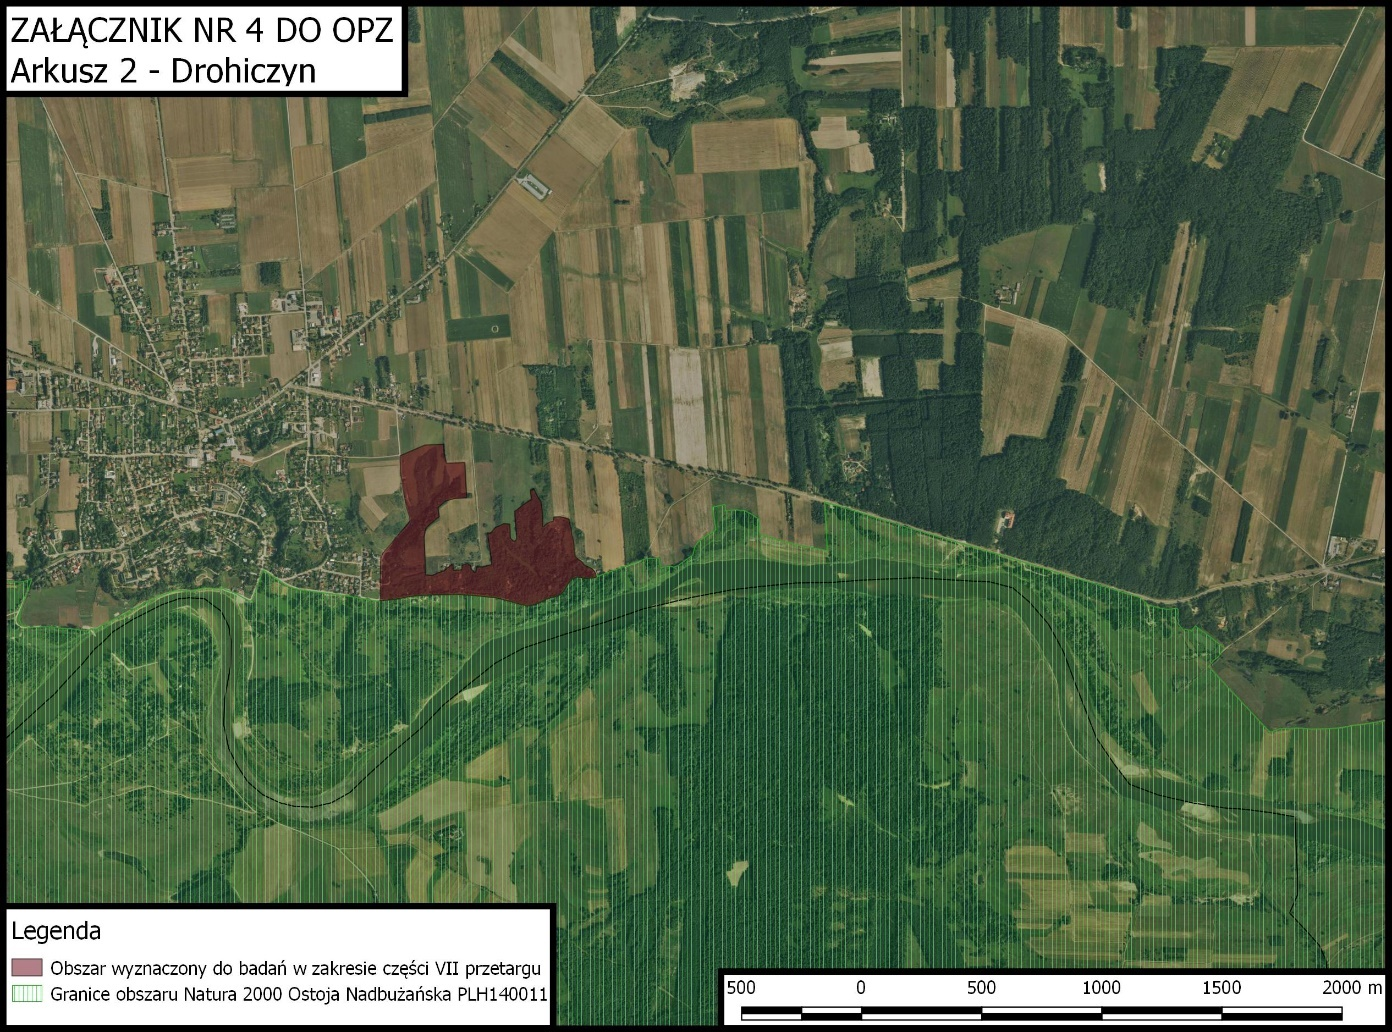 ZAŁĄCZNIK NR 4 DO OPZ
Arkusz 2 - Drohiczyn
Legenda
Obszar wyznaczony do badań w zakresie części VII przetargu
Granice obszaru Natura 2000 Ostoja Nadbużańska PLH140011
500 0 500 1000 1500 2000 m